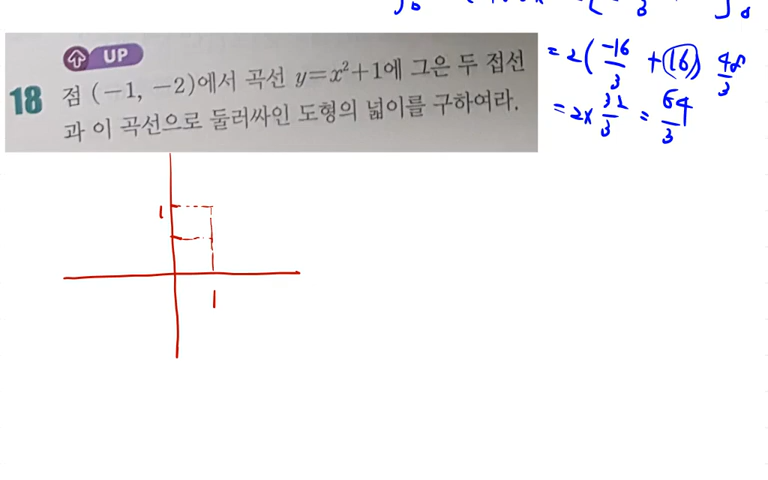 UP
18 점 (-1, -2)에서 곡선 y=x²+1에 그은 두 접선
과 이 곡선으로 둘러싸인 도형의 넓이를 구하여라.
= 2( -16/3 + 16) 48/3
= 2 x 32/3 = 64/3
1
1